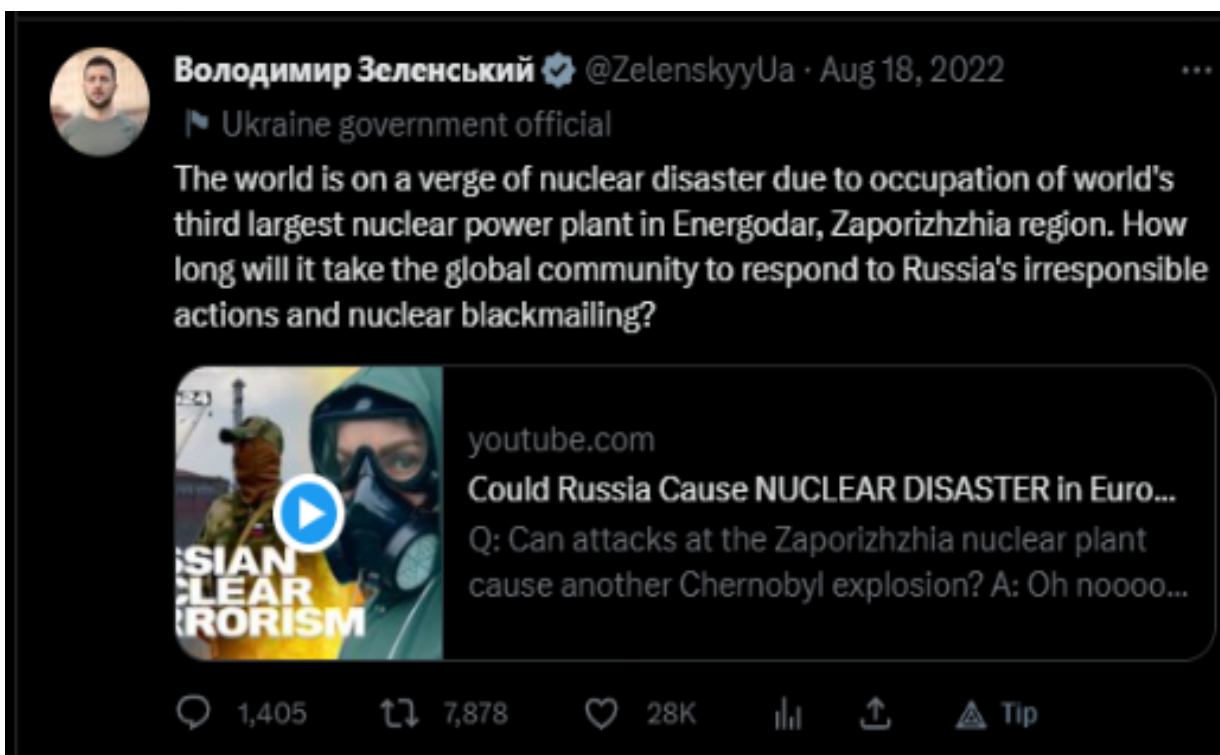 Володимир Зеленський @ZelenskyyUa · Aug 18, 2022
Ukraine government official
The world is on a verge of nuclear disaster due to occupation of world's
third largest nuclear power plant in Energodar, Zaporizhzhia region. How
long will it take the global community to respond to Russia's irresponsible
actions and nuclear blackmailing?
24
SSIAN
CLEAR
RRORISM
youtube.com
Could Russia Cause NUCLEAR DISASTER in Euro...
Q: Can attacks at the Zaporizhzhia nuclear plant
cause another Chernobyl explosion? A: Oh noooo...
1,405 7,878 28K Tip